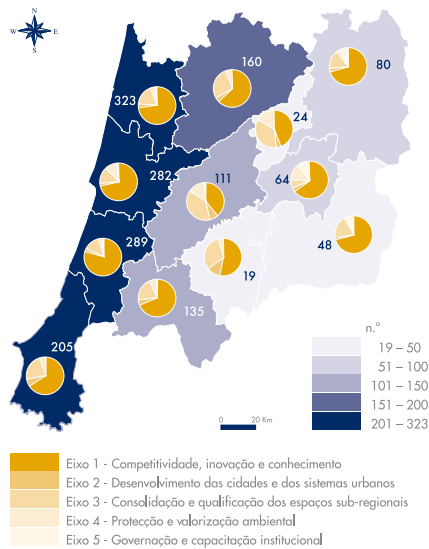 N
W E
S
160
80
323
24
282
111
64
289
48
19
135
205
n.º
19 – 50
51 – 100
101 – 150
151 – 200
201 – 323
0 20 Km
Eixo 1 - Competitividade, inovação e conhecimento
Eixo 2 - Desenvolvimento das cidades e dos sistemas urbanos
Eixo 3 - Consolidação e qualificação dos espaços sub-regionais
Eixo 4 - Protecção e valorização ambiental
Eixo 5 - Governação e capacitação institucional